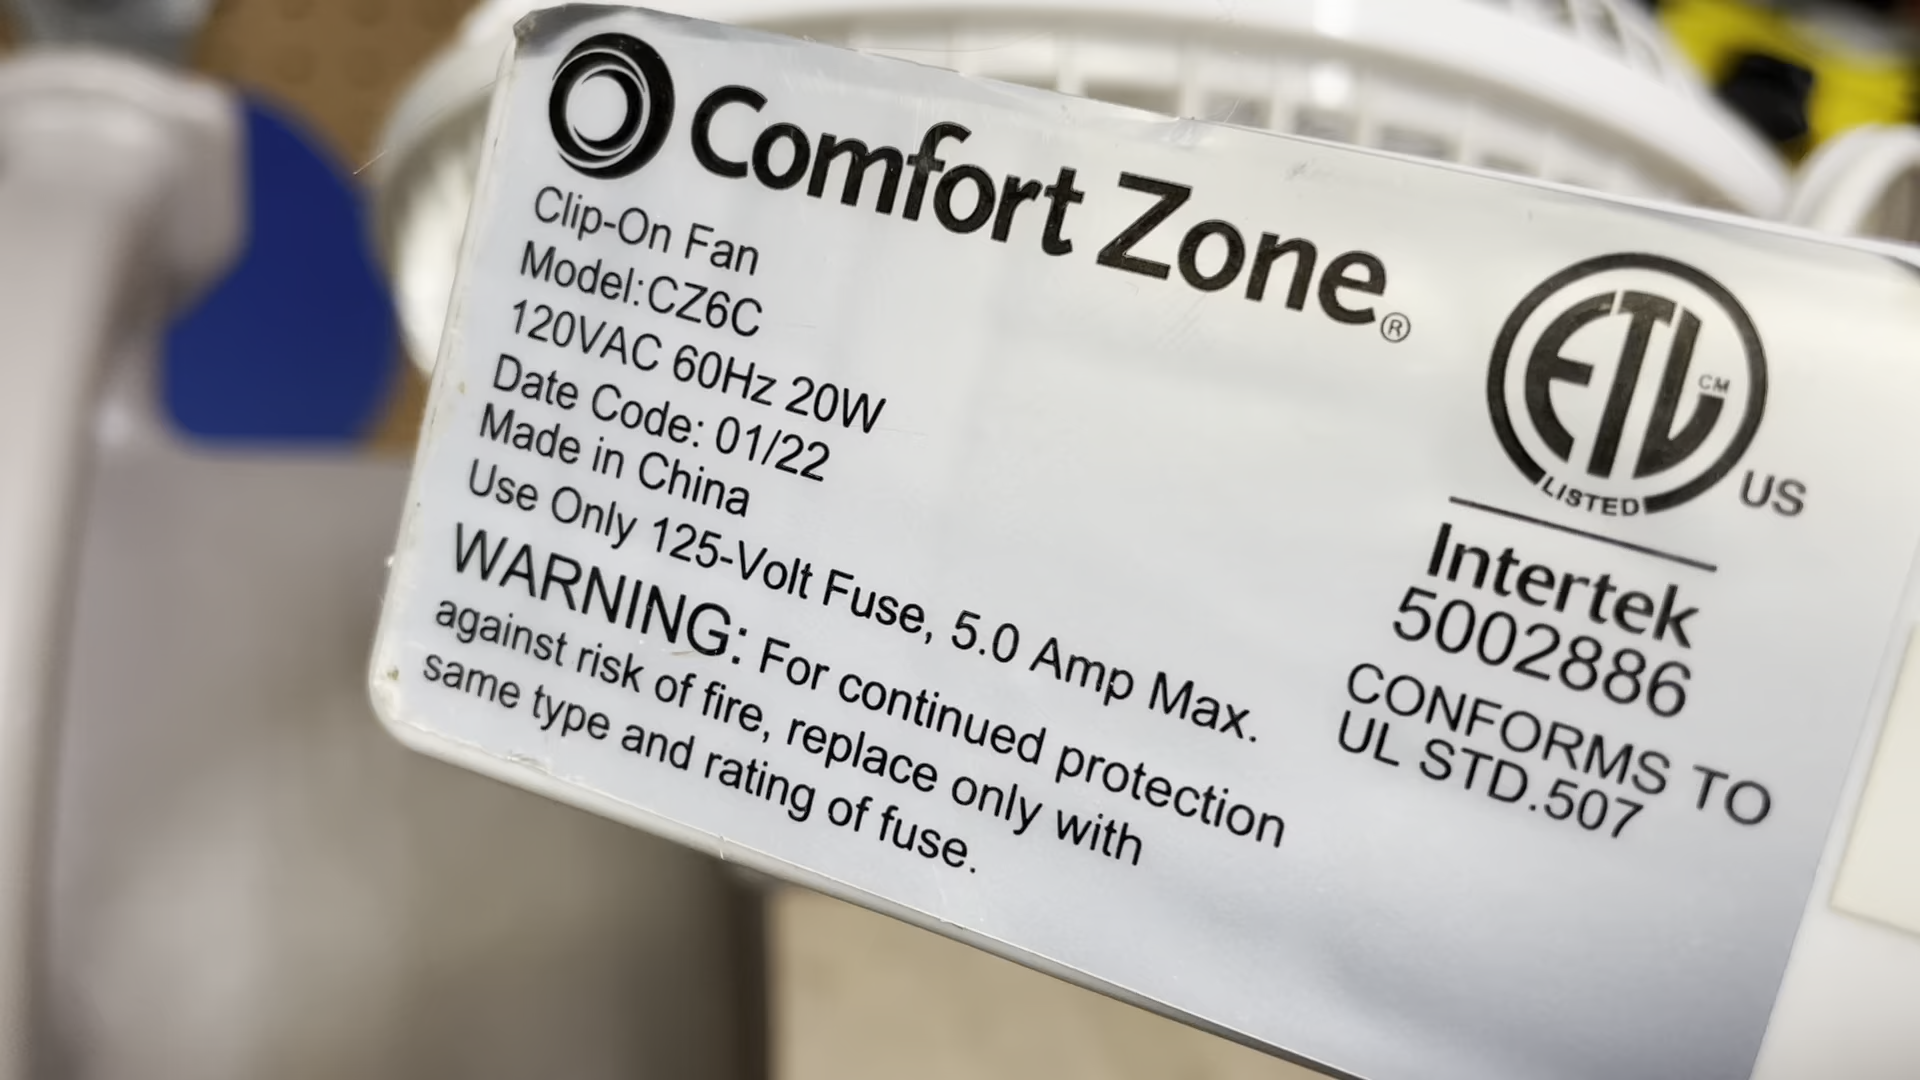 Comfort Zone®
Clip-On Fan
Model:CZ6C
120VAC 60Hz 20W
Date Code: 01/22
Made in China
Use Only 125-Volt Fuse, 5.0 Amp Max.
WARNING: For continued protection
against risk of fire, replace only with
same type and rating of fuse.
ETL CM
LISTED
US
Intertek
5002886
CONFORMS TO
UL STD.507